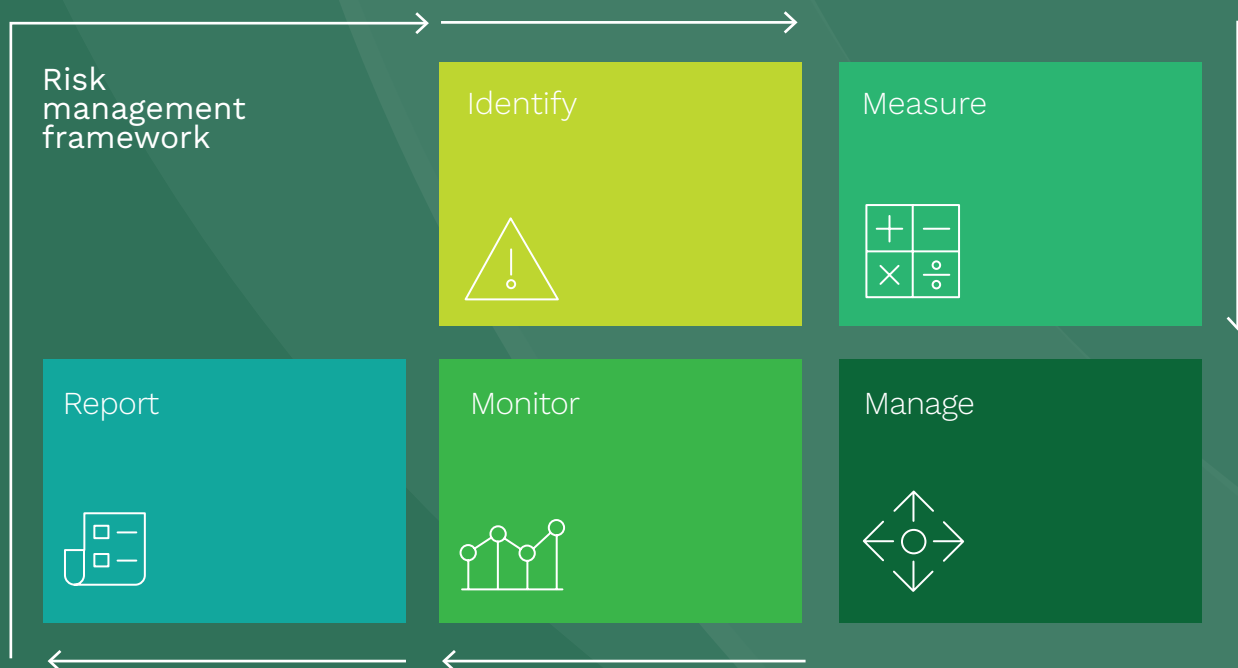 Risk
management
framework
Identify
Measure
Report
Monitor
Manage